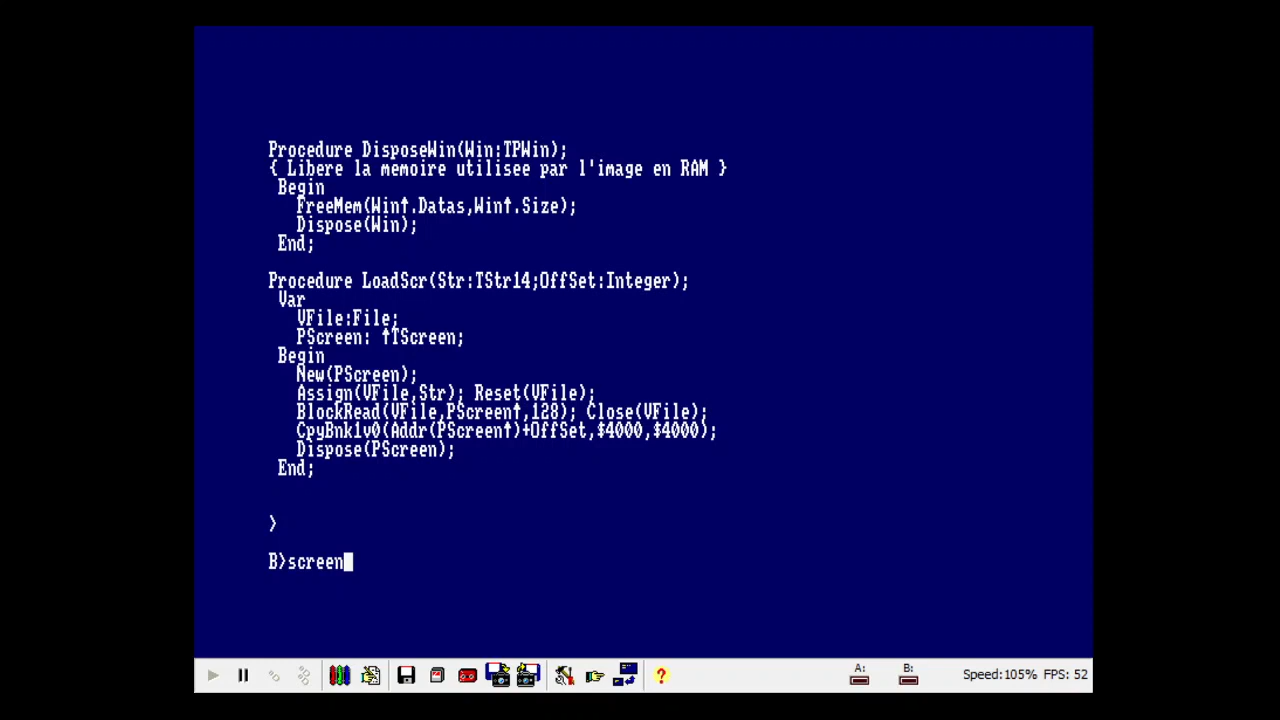 Procedure DisposeWin(Win:TPWin);
{ Libere la memoire utilisee par l'image en RAM }
Begin
FreeMem(Win↑.Datas,Win↑.Size);
Dispose(Win);
End;
Procedure LoadScr(Str:TStr14;OffSet:Integer);
Var
VFile:File;
PScreen: ↑TScreen;
Begin
New(PScreen);
Assign(VFile,Str); Reset(VFile);
BlockRead(VFile,PScreen↑,128); Close(VFile);
CpyBnk1v0(Addr(PScreen↑)+OffSet,$4000,$4000);
Dispose(PScreen);
End;
>
B>screen
A: B: Speed:105% FPS: 52